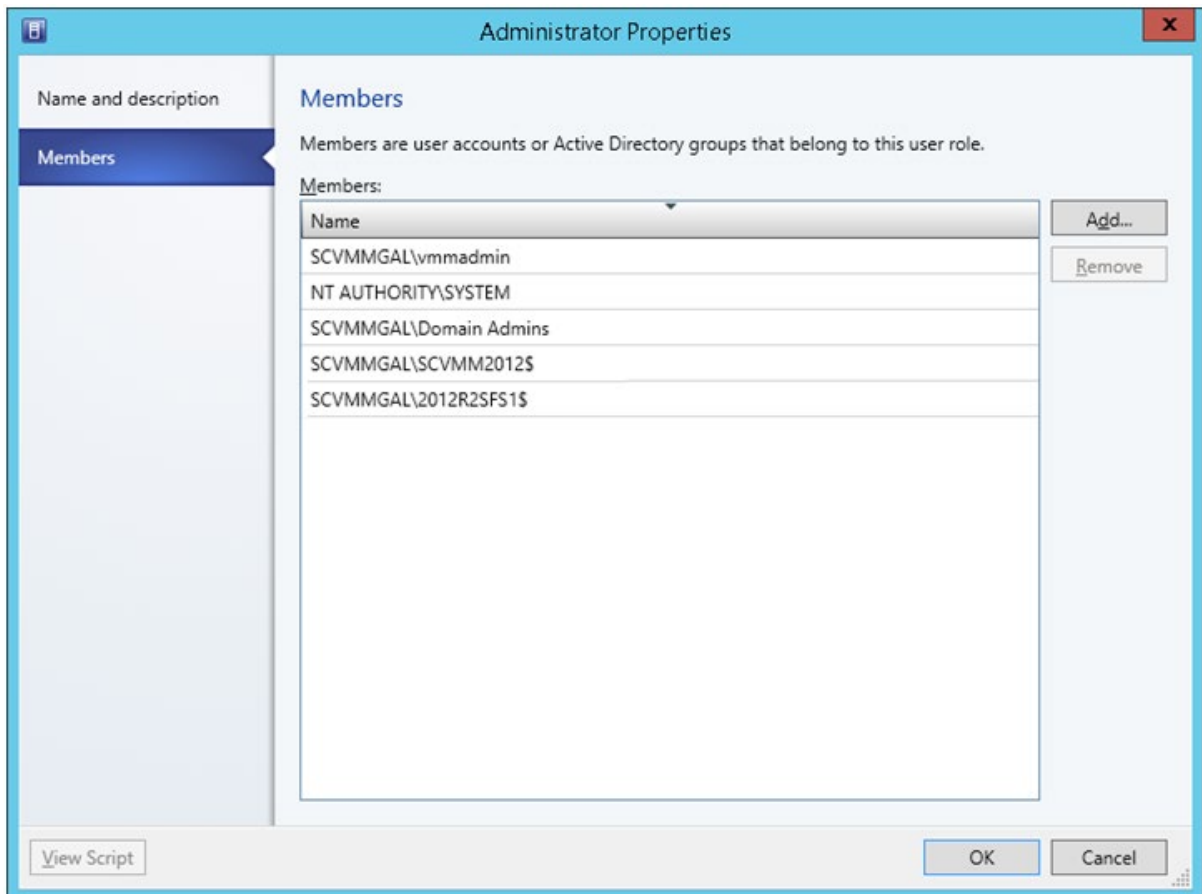 Administrator Properties
x
Name and description
Members
Members
Members are user accounts or Active Directory groups that belong to this user role.
Members:
Name
Add...
SCVMMGAL\vmmadmin
Remove
NT AUTHORITY\SYSTEM
SCVMMGAL\Domain Admins
SCVMMGAL\SCVMM2012$
SCVMMGAL\2012R2SFS1$
View Script
OK
Cancel